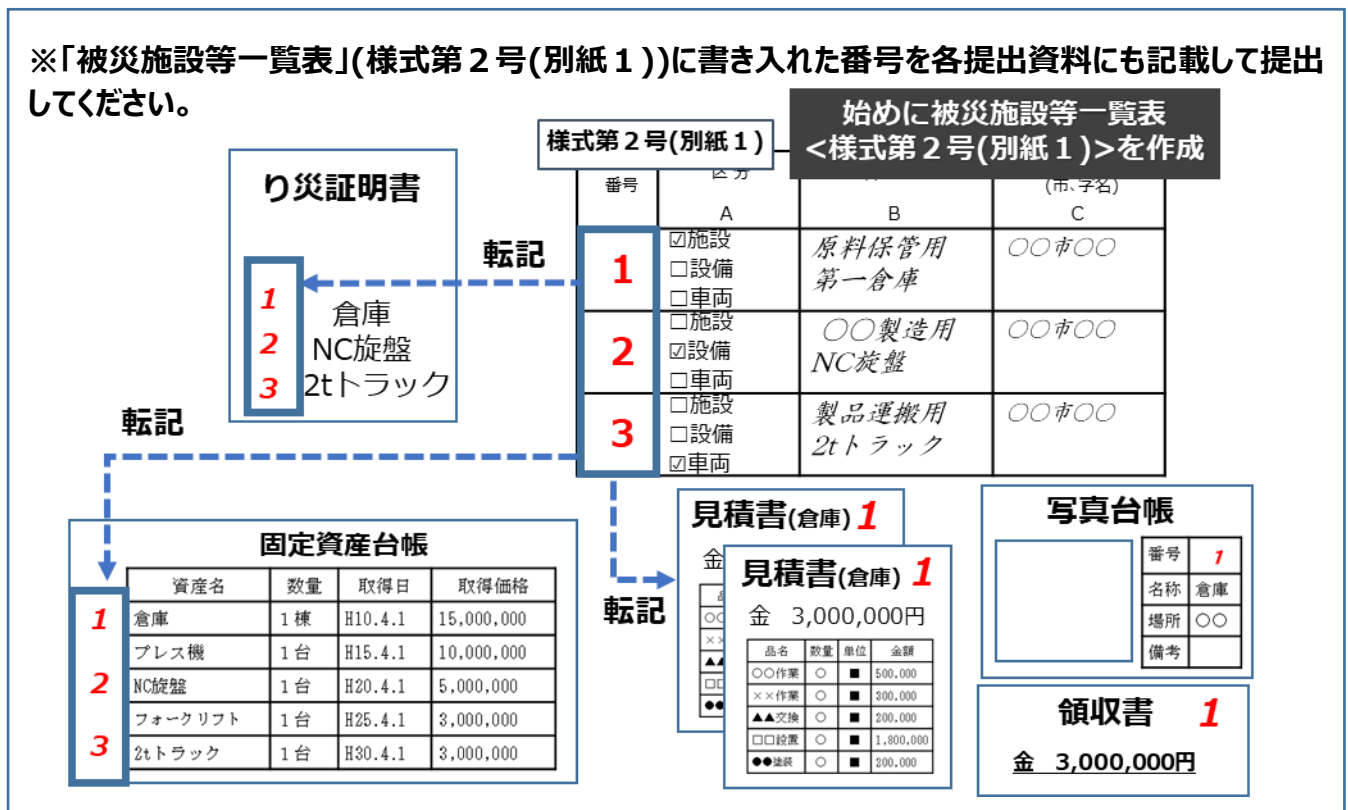 ※「被災施設等一覧表」(様式第２号(別紙１))に書き入れた番号を各提出資料にも記載して提出
してください。
始めに被災施設等一覧表
<様式第２号(別紙１)>を作成
様式第２号(別紙１)
番号
区 分
(市、字名)
A B C
1
☑施設
□設備
□車両
原料保管用
第一倉庫
○○市○○
2
□施設
☑設備
□車両
○○製造用
NC旋盤
○○市○○
3
□施設
□設備
☑車両
製品運搬用
2tトラック
○○市○○
り災証明書
1 倉庫
2 NC旋盤
3 2tトラック
転記
転記
転記
固定資産台帳
資産名 数量 取得日 取得価格
1 倉庫 1棟 H10.4.1 15,000,000
プレス機 1台 H15.4.1 10,000,000
2 NC旋盤 1台 H20.4.1 5,000,000
フォークリフト 1台 H25.4.1 3,000,000
3 2tトラック 1台 H30.4.1 3,000,000
見積書(倉庫) 1
金
見積書(倉庫) 1
金 3,000,000円
品名 数量 単位 金額
○○作業 ○ ■ 500,000
××作業 ○ ■ 300,000
▲▲交換 ○ ■ 200,000
□□設置 ○ ■ 1,800,000
●●塗装 ○ ■ 200,000
写真台帳
番号 1
名称 倉庫
場所 ○○
備考
領収書 1
金 3,000,000円